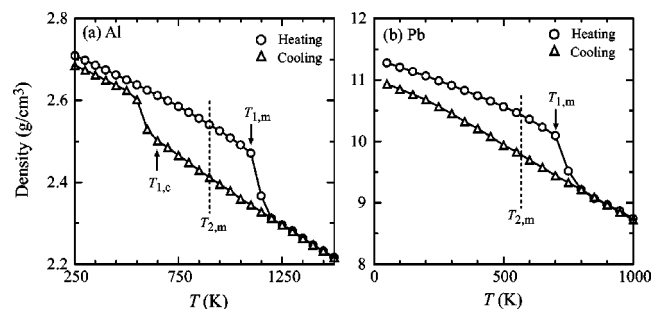 (a) Al
Heating
Cooling
T1,m
T1,c
T2,m
2.8
2.6
2.4
2.2
250
750
1250
Density (g/cm³)
T (K)
(b) Pb
Heating
Cooling
T1,m
T2,m
13
12
11
10
9
8
0
500
1000
T (K)